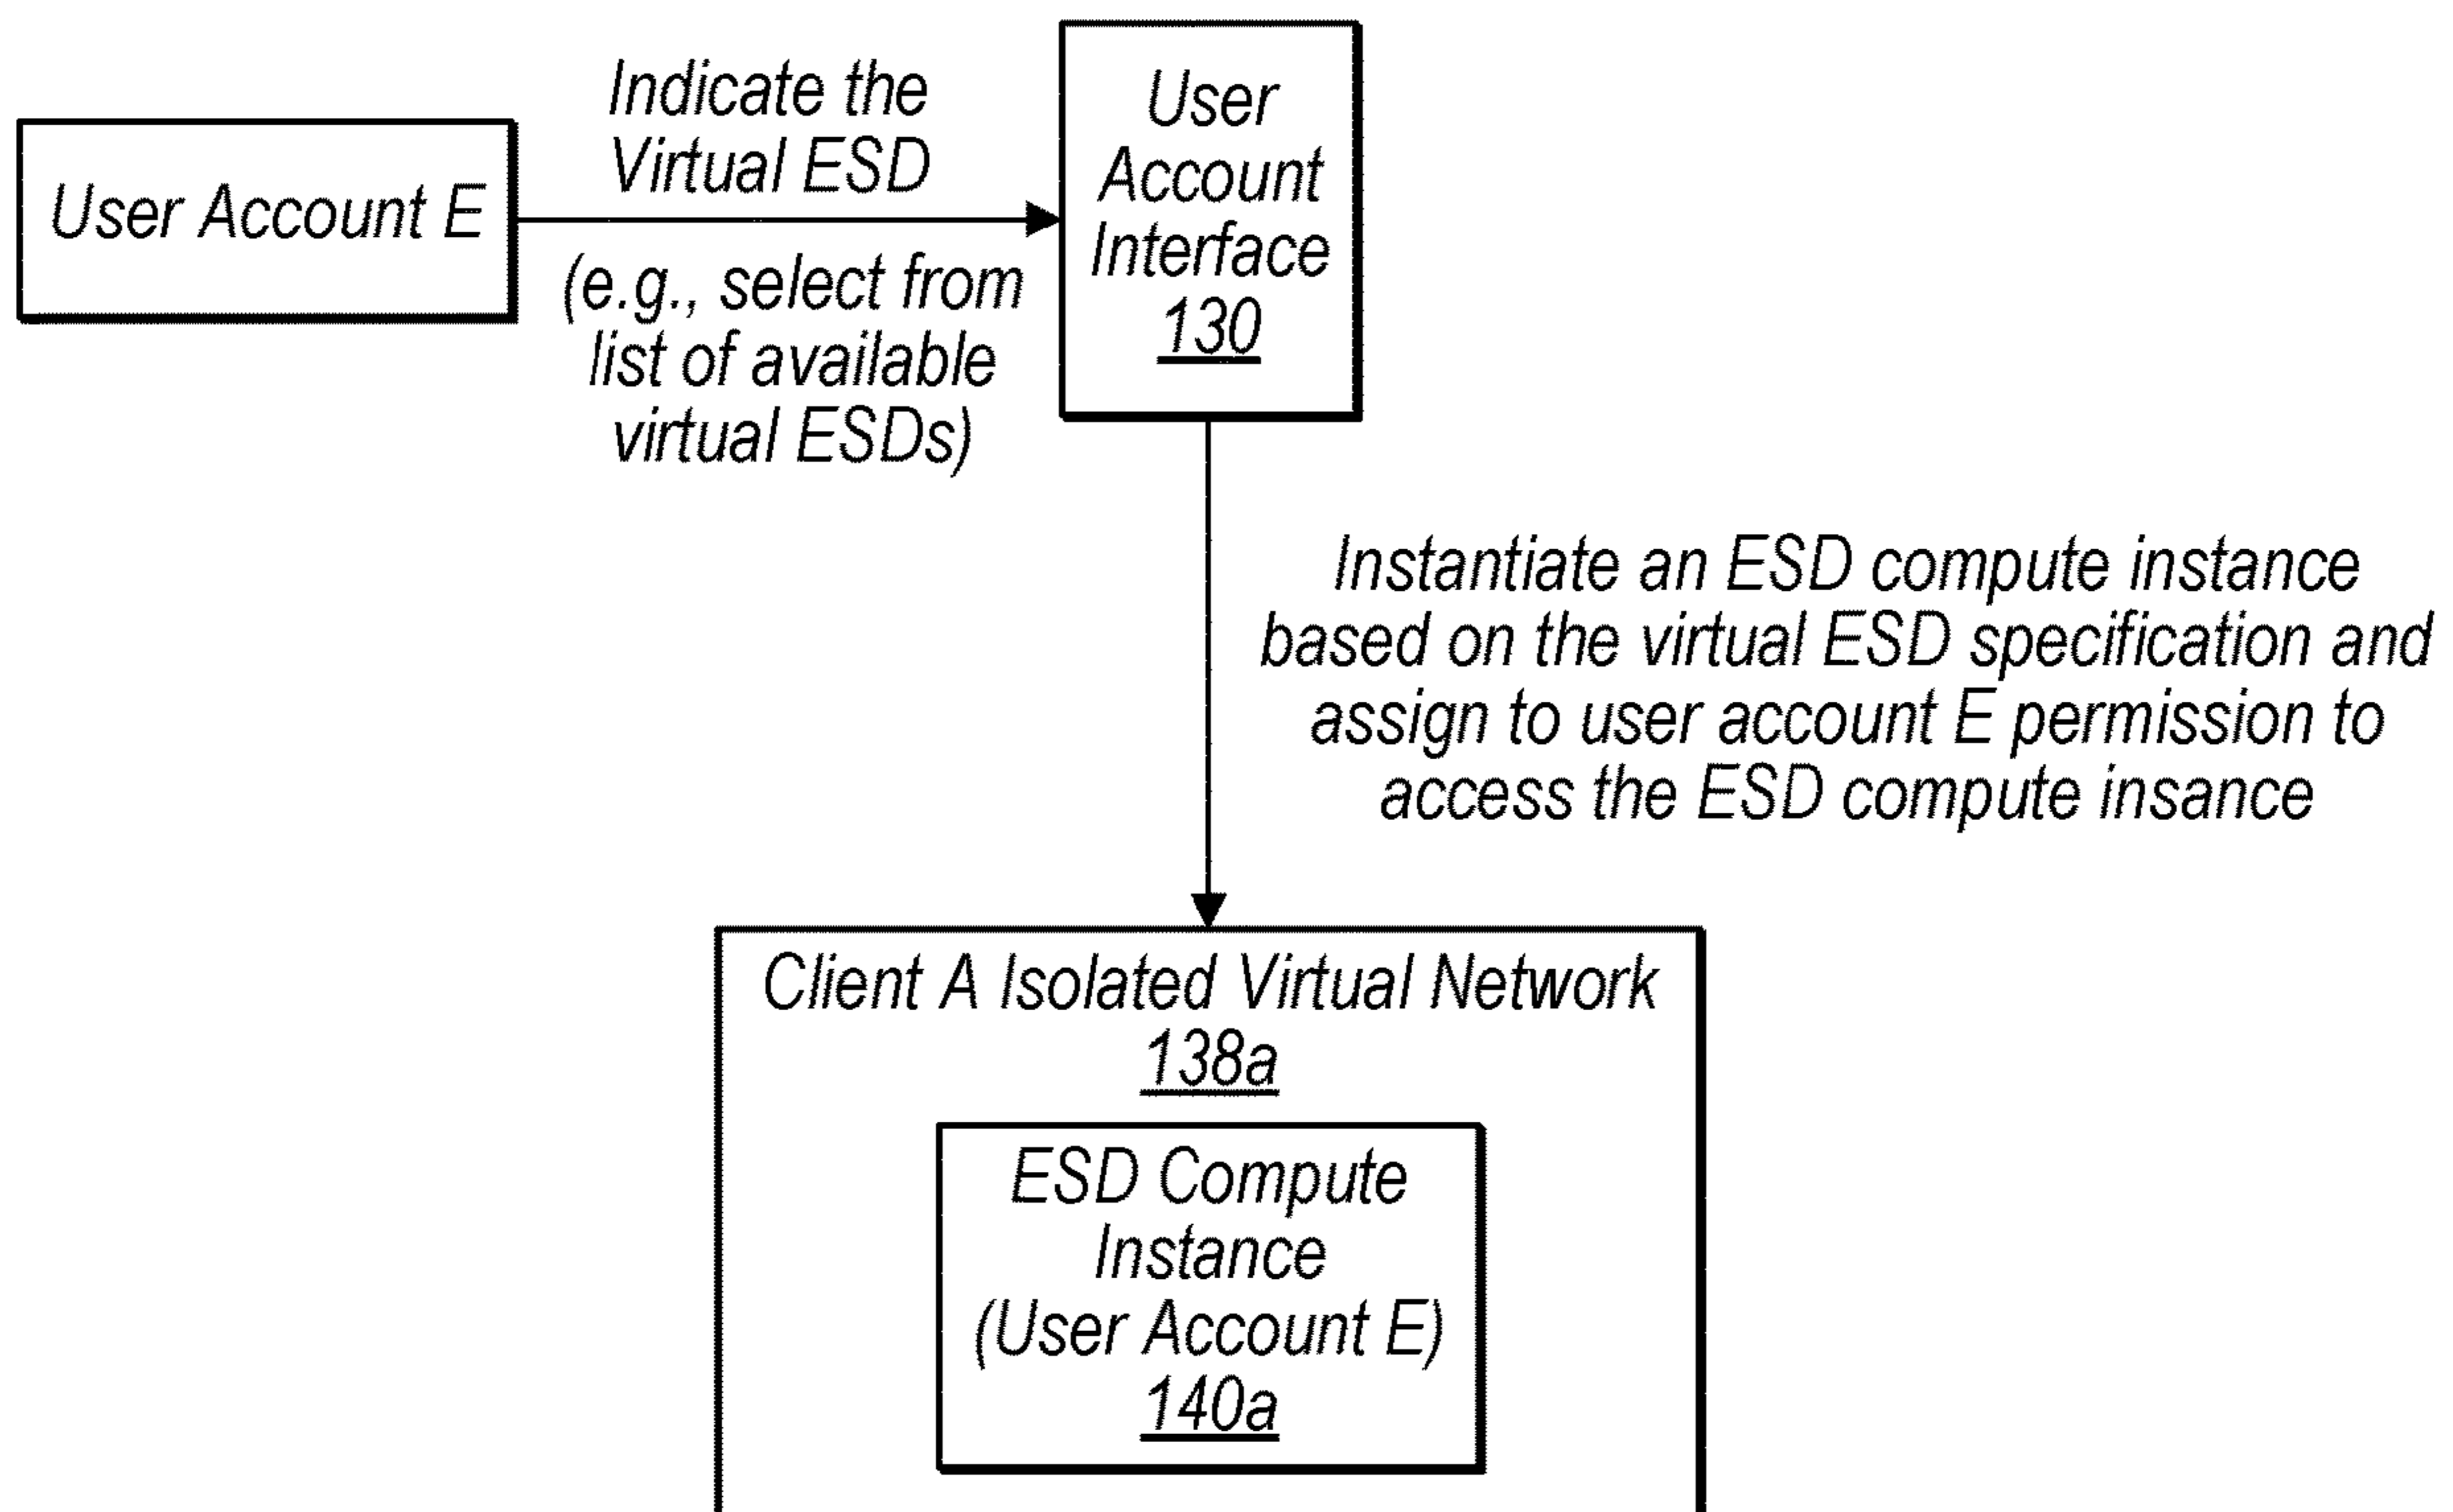 User Account E
Indicate the
Virtual ESD
(e.g., select from
list of available
virtual ESDs)
User
Account
Interface
130
Instantiate an ESD compute instance
based on the virtual ESD specification and
assign to user account E permission to
access the ESD compute insance
Client A Isolated Virtual Network
138a
ESD Compute
Instance
(User Account E)
140a